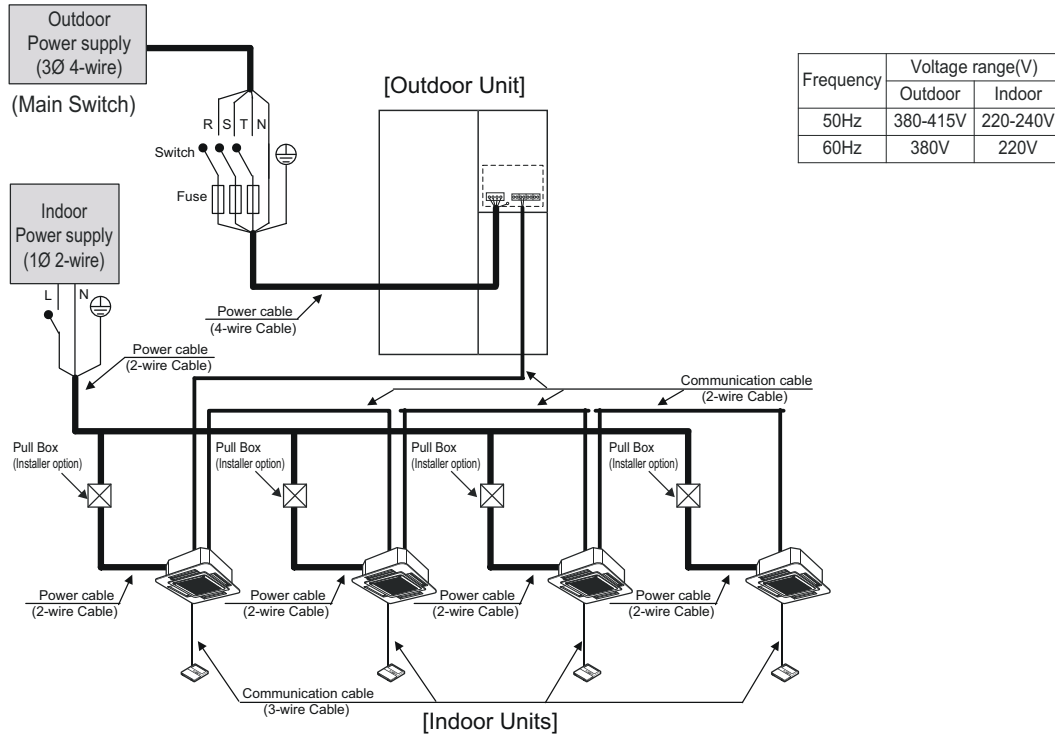 Outdoor
Power supply
(3Ø 4-wire)
(Main Switch)
R S T N
Switch
Fuse
[Outdoor Unit]
Frequency
Voltage range(V)
Outdoor Indoor
50Hz 380-415V 220-240V
60Hz 380V 220V
Indoor
Power supply
(1Ø 2-wire)
L N
Power cable
(4-wire Cable)
Power cable
(2-wire Cable)
Communication cable
(2-wire Cable)
Pull Box
(Installer option)
Pull Box
(Installer option)
Pull Box
(Installer option)
Pull Box
(Installer option)
Power cable
(2-wire Cable)
Power cable
(2-wire Cable)
Power cable
(2-wire Cable)
Power cable
(2-wire Cable)
Communication cable
(3-wire Cable)
[Indoor Units]